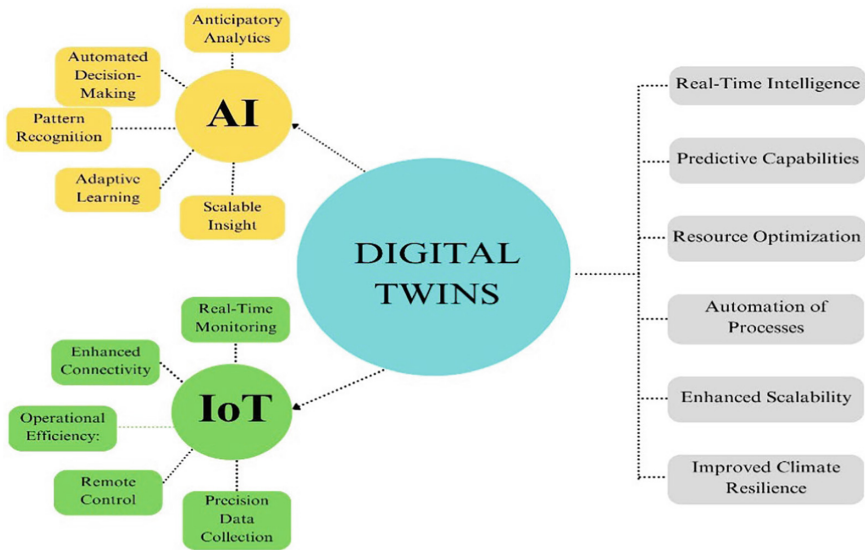 Anticipatory
Analytics
Automated
Decision-
Making
Pattern
Recognition
Adaptive
Learning
Scalable
Insight
AI
Real-Time
Monitoring
Enhanced
Connectivity
Operational
Efficiency:
Remote
Control
Precision
Data
Collection
IoT
DIGITAL
TWINS
Real-Time Intelligence
Predictive Capabilities
Resource Optimization
Automation of
Processes
Enhanced Scalability
Improved Climate
Resilience